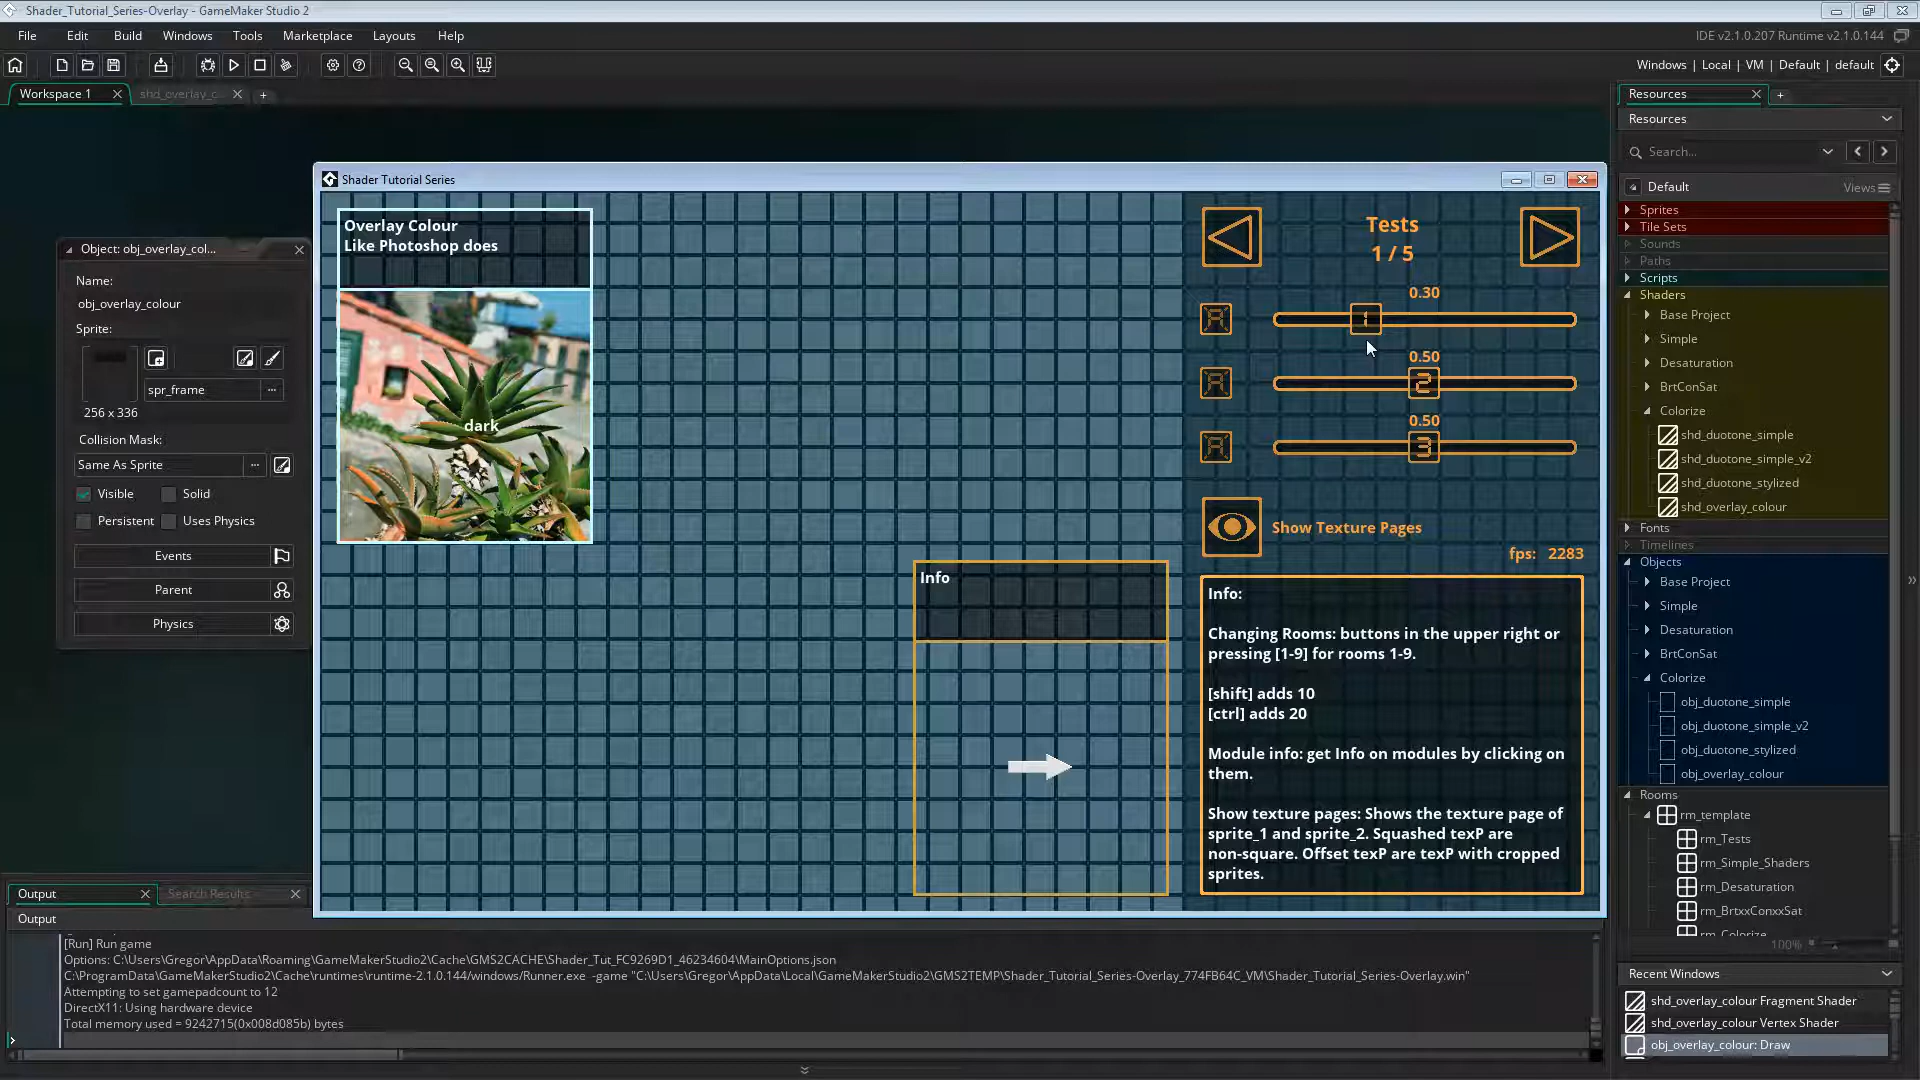 Shader_Tutorial_Series-Overlay - GameMaker Studio 2
File Edit Build Windows Tools Marketplace Layouts Help
IDE v2.1.0.207 Runtime v2.1.0.144
Windows | Local | VM | Default | default
Workspace 1
shd_overlay_c...
Object: obj_overlay_col...
Name:
obj_overlay_colour
Sprite:
spr_frame
256 x 336
Collision Mask:
Same As Sprite
Visible
Solid
Persistent
Uses Physics
Events
Parent
Physics
Shader Tutorial Series
Overlay Colour
Like Photoshop does
dark
Info
Tests
1 / 5
0.30
A
1
0.50
A
2
0.50
A
3
Show Texture Pages
fps: 2283
Info:
Changing Rooms: buttons in the upper right or
pressing [1-9] for rooms 1-9.
[shift] adds 10
[ctrl] adds 20
Module info: get Info on modules by clicking on
them.
Show texture pages: Shows the texture page of
sprite_1 and sprite_2. Squashed texP are
non-square. Offset texP are texP with cropped
sprites.
Resources
Resources
Search...
Default
Views
Sprites
Tile Sets
Sounds
Paths
Scripts
Shaders
Base Project
Simple
Desaturation
BrtConSat
Colorize
shd_duotone_simple
shd_duotone_simple_v2
shd_duotone_stylized
shd_overlay_colour
Fonts
Timelines
Objects
Base Project
Simple
Desaturation
BrtConSat
Colorize
obj_duotone_simple
obj_duotone_simple_v2
obj_duotone_stylized
obj_overlay_colour
Rooms
rm_template
rm_Tests
rm_Simple_Shaders
rm_Desaturation
rm_BrtxxConxxSat
rm_Colorize
100%
Recent Windows
shd_overlay_colour Fragment Shader
shd_overlay_colour Vertex Shader
obj_overlay_colour: Draw
Output
Search Results
Output
[Run] Run game
Options: C:\Users\Gregor\AppData\Roaming\GameMakerStudio2\Cache\GMS2CACHE\Shader_Tut_FC9269D1_46234604\MainOptions.json
C:\ProgramData\GameMakerStudio2\Cache\runtimes\runtime-2.1.0.144/windows/Runner.exe -game "C:\Users\Gregor\AppData\Local\GameMakerStudio2\GMS2TEMP\Shader_Tutorial_Series-Overlay_774FB64C_VM\Shader_Tutorial_Series-Overlay.win"
Attempting to set gamepadcount to 12
DirectX11: Using hardware device
Total memory used = 9242715(0x008d085b) bytes